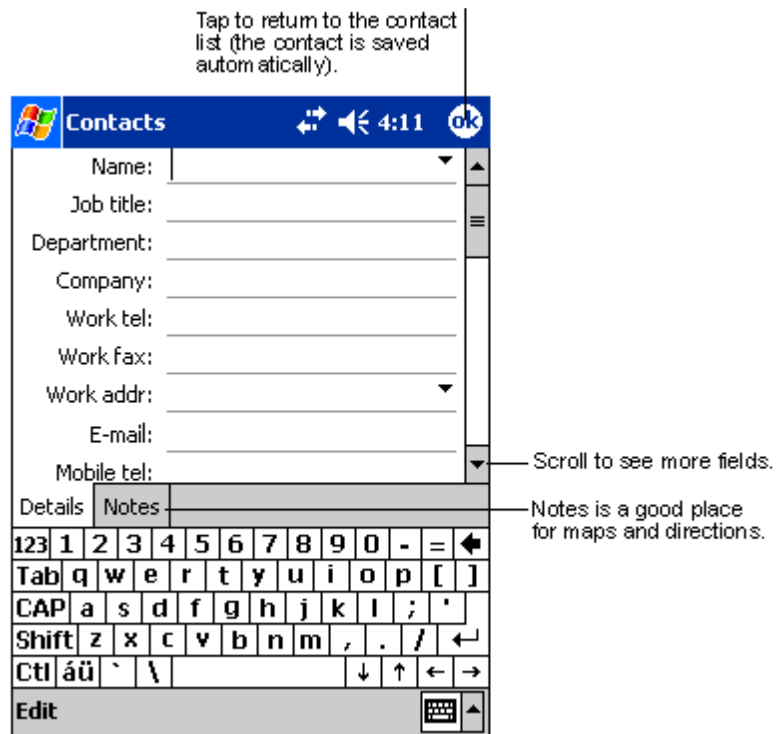 Tap to return to the contact
list (the contact is saved
automatically).
Contacts 4:11 ok
Name:
Job title:
Department:
Company:
Work tel:
Work fax:
Work addr:
E-mail:
Mobile tel:
Scroll to see more fields.
Details Notes
Notes is a good place
for maps and directions.
123 1 2 3 4 5 6 7 8 9 0 - =
Tab q w e r t y u i o p [ ]
CAP a s d f g h j k l ; '
Shift z x c v b n m , . /
Ctl áü ` \ ↓ ↑ ← →
Edit